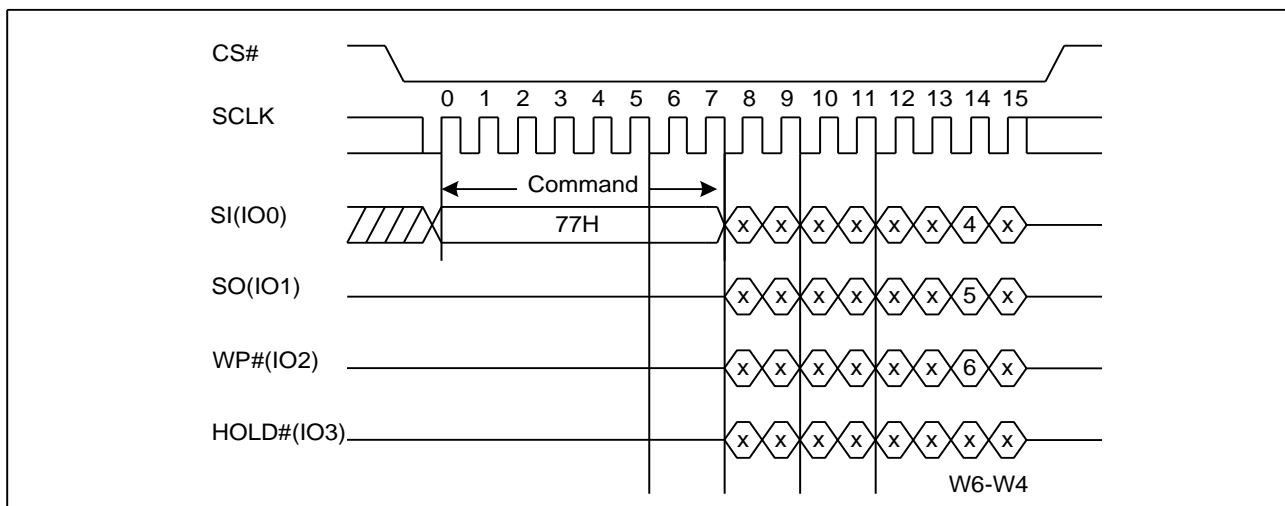 CS#
0 1 2 3 4 5 6 7 8 9 10 11 12 13 14 15
SCLK
Command
SI(IO0) 77H x x x x x x 4 x
SO(IO1) x x x x x x 5 x
WP#(IO2) x x x x x x 6 x
HOLD#(IO3) x x x x x x x x
W6-W4